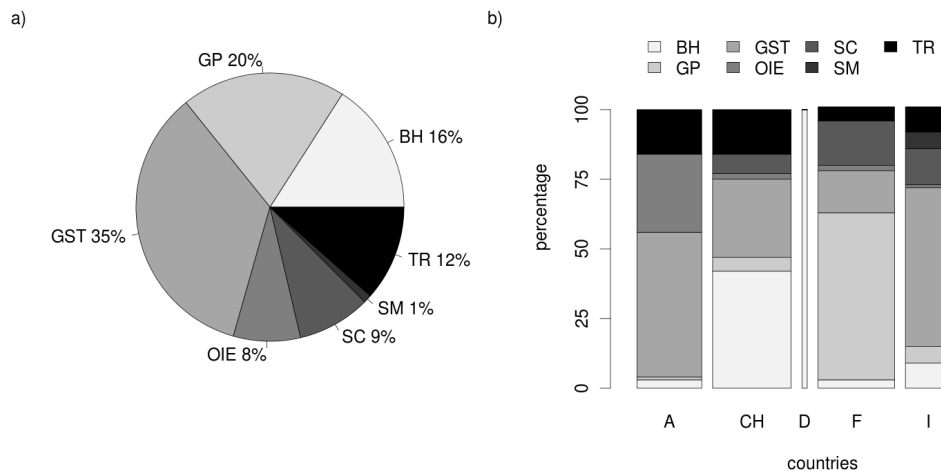 a)
GP 20%
BH 16%
GST 35%
TR 12%
SM 1%
SC 9%
OIE 8%
b)
BH GST SC TR
GP OIE SM
percentage
100
75
50
25
0
A CH D F I
countries